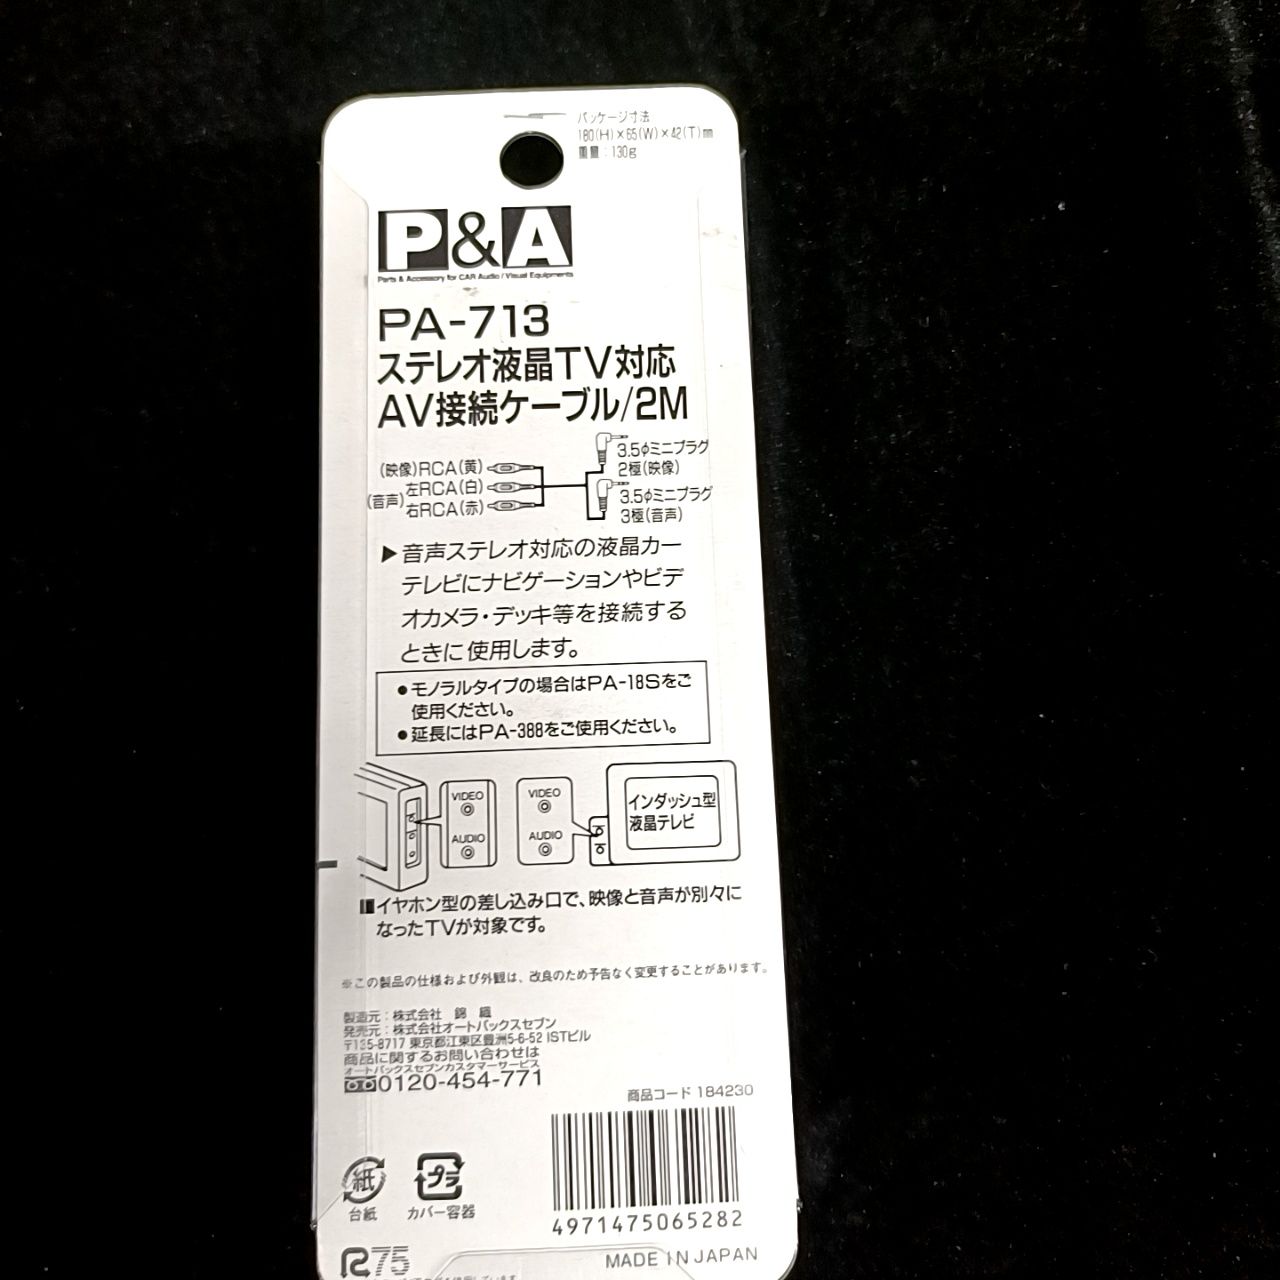 パッケージ寸法
180(H)×65(W)×42(T)mm
重量:130g
P&A
Parts & Accessory for CAR Audio / Visual Equipments
PA-713
ステレオ液晶TV対応
AV接続ケーブル/2M
(映像)RCA(黄)
(音声)
左RCA(白)
右RCA(赤)
3.5φミニプラグ
2極(映像)
3.5φミニプラグ
3極(音声)
▶音声ステレオ対応の液晶カー
テレビにナビゲーションやビデ
オカメラ・デッキ等を接続する
ときに使用します。
●モノラルタイプの場合はPA-18Sをご
使用ください。
●延長にはPA-388をご使用ください。
VIDEO
AUDIO
VIDEO
AUDIO
インダッシュ型
液晶テレビ
イヤホン型の差し込み口で、映像と音声が別々に
なったTVが対象です。
※この製品の仕様および外観は、改良のため予告なく変更することがあります。
製造元:株式会社 錦 織
発売元:株式会社オートバックスセブン
〒135-8717 東京都江東区豊洲5-6-52 ISTビル
商品に関するお問い合わせは
オートバックスセブンカスタマーサービス
0120-454-771
商品コード 184230
4971475065282
紙
台紙
プラ
カバー容器
R75
MADE IN JAPAN